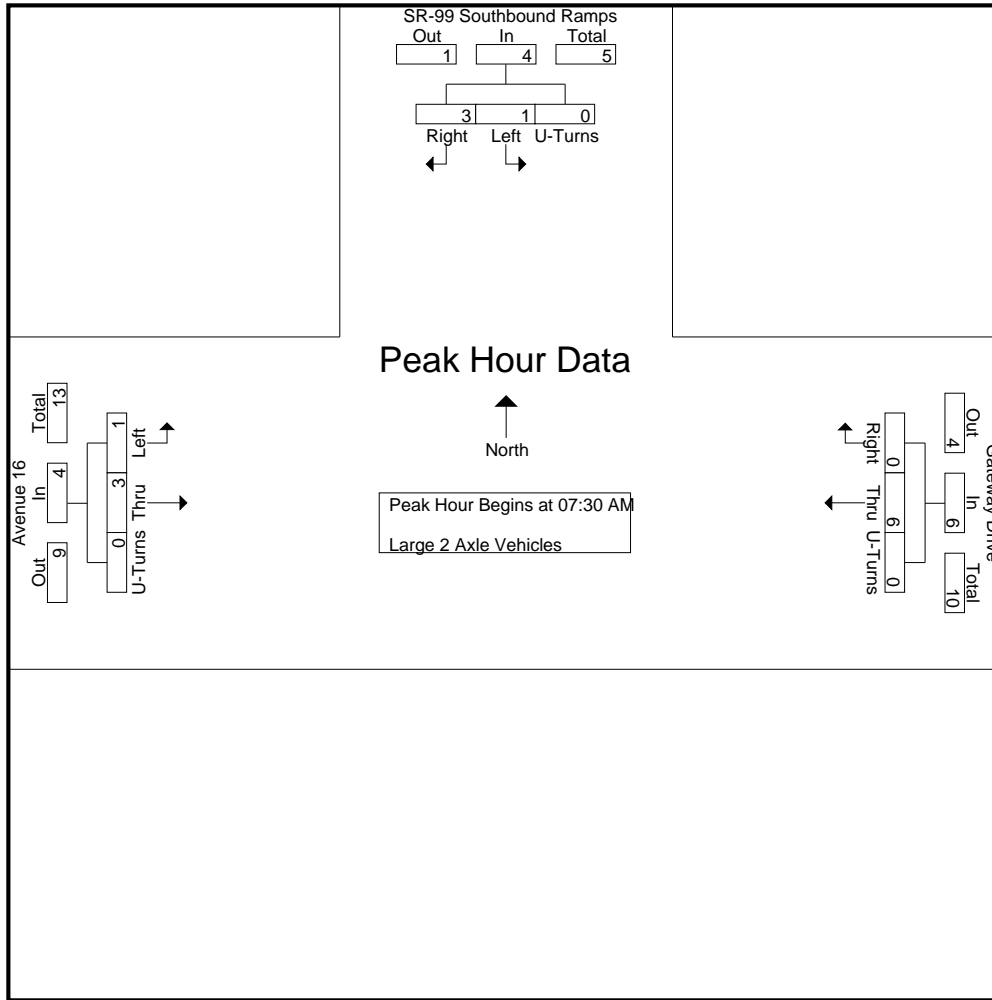 SR-99 Southbound Ramps
Out In Total
1 4 5
3 1 0
Right Left U-Turns
Peak Hour Data
North
Peak Hour Begins at 07:30 AM
Large 2 Axle Vehicles
Avenue 16
Out In Total
9 4 13
1 3 0
Left Thru U-Turns
Gateway Drive
Out In Total
4 6 10
0 6 0
Right Thru U-Turns